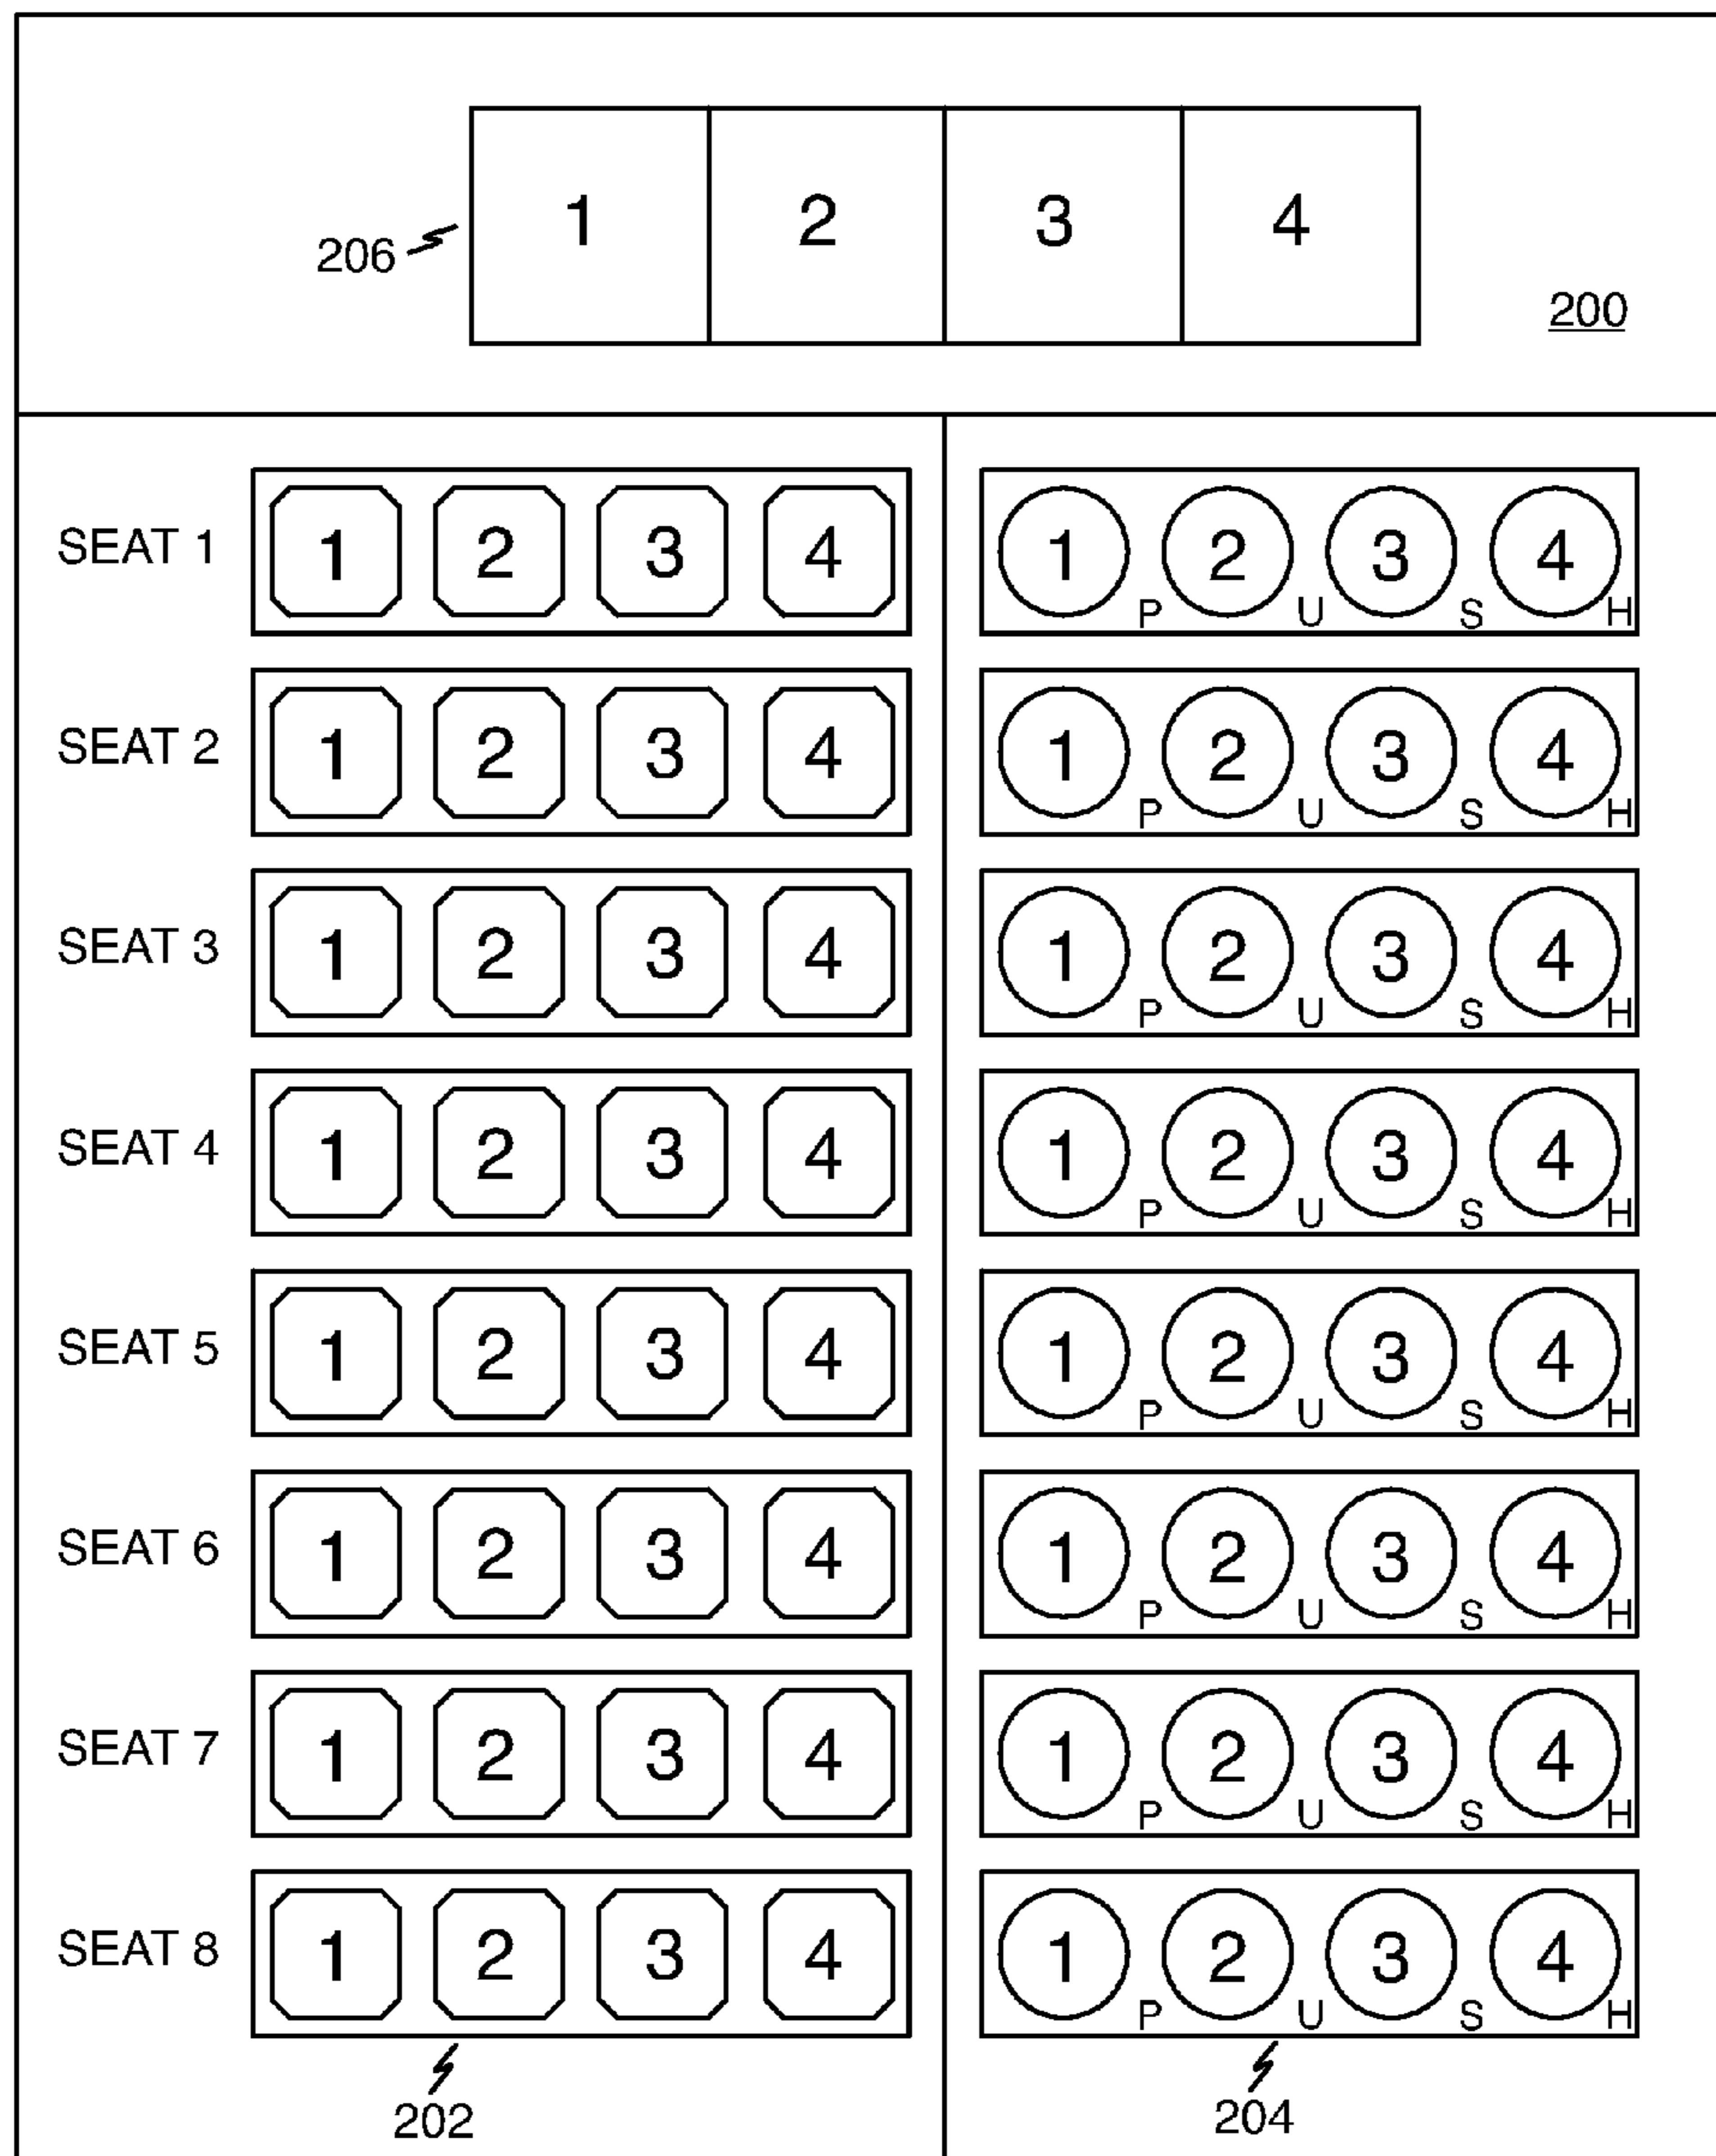 1 2 3 4
206
200
SEAT 1 1 2 3 4 1 P 2 U 3 S 4 H
SEAT 2 1 2 3 4 1 P 2 U 3 S 4 H
SEAT 3 1 2 3 4 1 P 2 U 3 S 4 H
SEAT 4 1 2 3 4 1 P 2 U 3 S 4 H
SEAT 5 1 2 3 4 1 P 2 U 3 S 4 H
SEAT 6 1 2 3 4 1 P 2 U 3 S 4 H
SEAT 7 1 2 3 4 1 P 2 U 3 S 4 H
SEAT 8 1 2 3 4 1 P 2 U 3 S 4 H
202 204